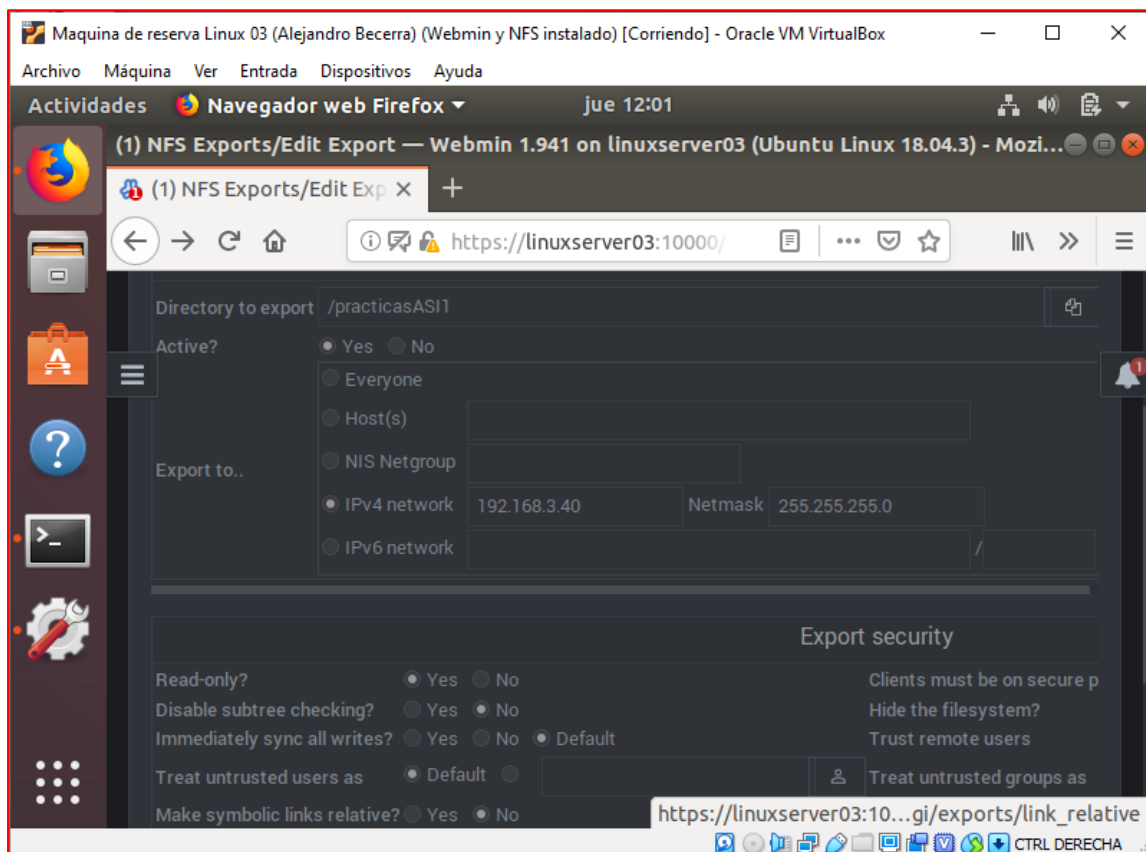 Maquina de reserva Linux 03 (Alejandro Becerra) (Webmin y NFS instalado) [Corriendo] - Oracle VM VirtualBox
Archivo Máquina Ver Entrada Dispositivos Ayuda
Actividades Navegador web Firefox jue 12:01
(1) NFS Exports/Edit Export — Webmin 1.941 on linuxserver03 (Ubuntu Linux 18.04.3) - Mozi…
(1) NFS Exports/Edit Exp
https://linuxserver03:10000/
Directory to export /practicasASI1
Active? Yes No
1
Everyone
Host(s)
NIS Netgroup
Export to..
IPv4 network 192.168.3.40 Netmask 255.255.255.0
IPv6 network /
Export security
Read-only? Yes No Clients must be on secure p
Disable subtree checking? Yes No Hide the filesystem?
Immediately sync all writes? Yes No Default Trust remote users
Treat untrusted users as Default Treat untrusted groups as
Make symbolic links relative? Yes No
https://linuxserver03:10…gi/exports/link_relative
CTRL DERECHA